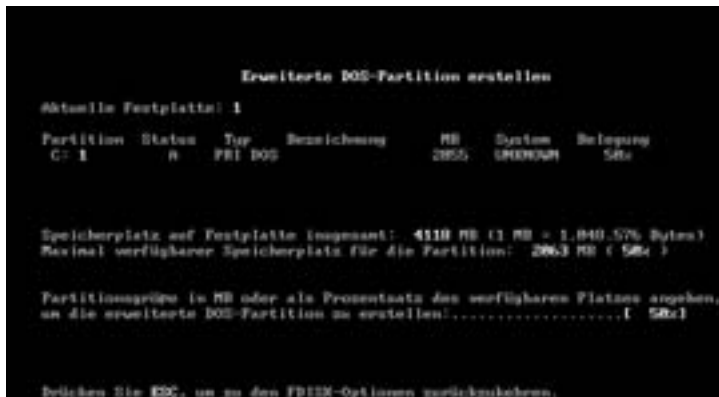 Erweiterte DOS-Partition erstellen
Aktuelle Festplatte: 1
Partition Status Typ Bezeichnung MB System Belegung
C: 1 A PRI DOS 2055 UNKNOWN 50%
Speicherplatz auf Festplatte insgesamt: 4118 MB (1 MB = 1.048.576 Bytes)
Maximal verfügbarer Speicherplatz für die Partition: 2063 MB ( 50% )
Partitionsgröße in MB oder als Prozentsatz des verfügbaren Platzes angeben,
um die erweiterte DOS-Partition zu erstellen:...................[ 50%]
Drücken Sie ESC, um zu den FDISK-Optionen zurückzukehren.